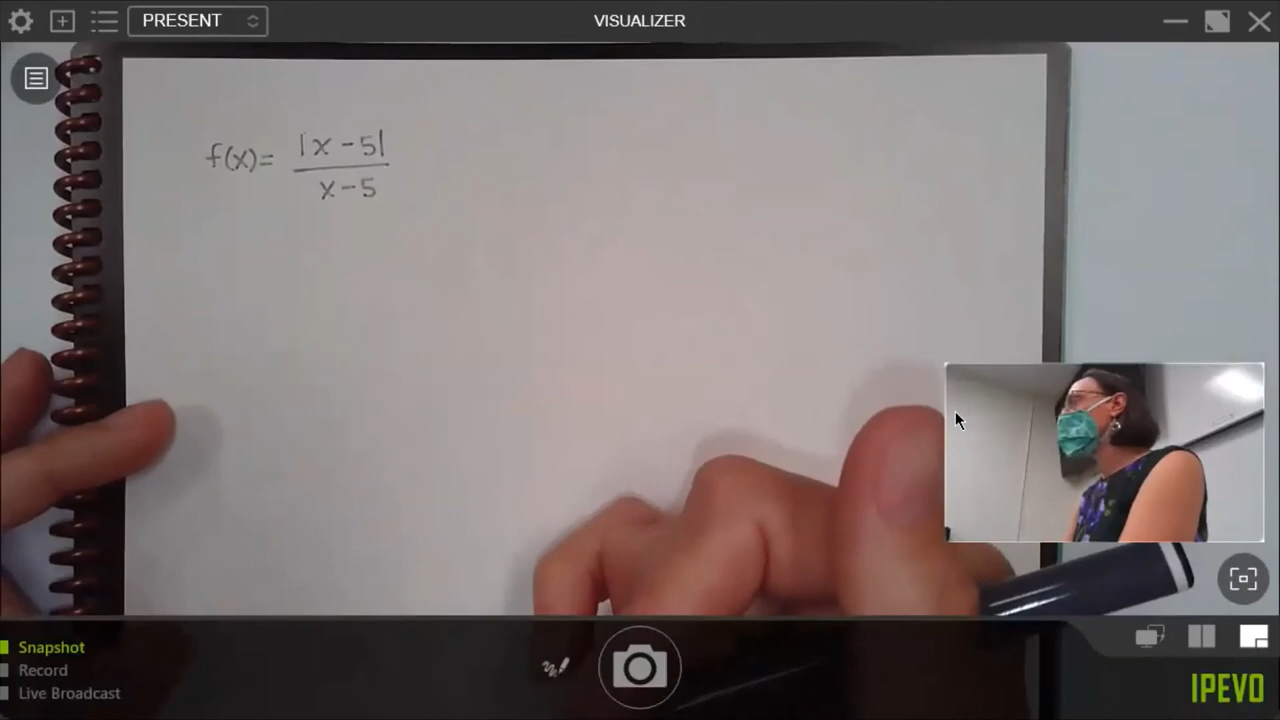 PRESENT
VISUALIZER
f(x)= |x-5|
x-5
Snapshot
Record
Live Broadcast
IPEVO